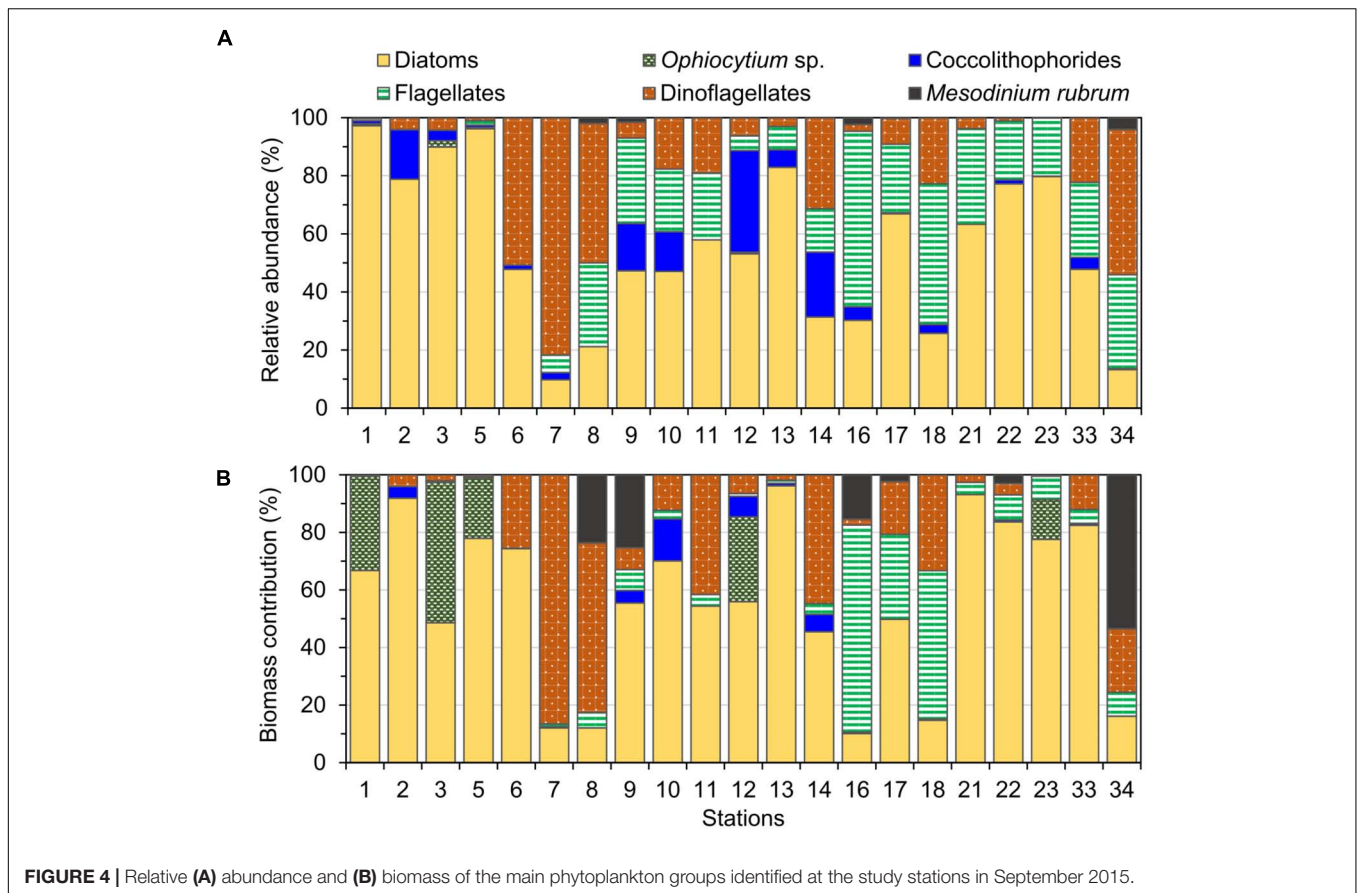 A
Diatoms Ophiocytium sp. Coccolithophorides
Flagellates Dinoflagellates Mesodinium rubrum
Relative abundance (%)
100
80
60
40
20
0
1 2 3 5 6 7 8 9 10 11 12 13 14 16 17 18 21 22 23 33 34
B
Biomass contribution (%)
100
80
60
40
20
0
1 2 3 5 6 7 8 9 10 11 12 13 14 16 17 18 21 22 23 33 34
Stations
FIGURE 4 | Relative (A) abundance and (B) biomass of the main phytoplankton groups identified at the study stations in September 2015.